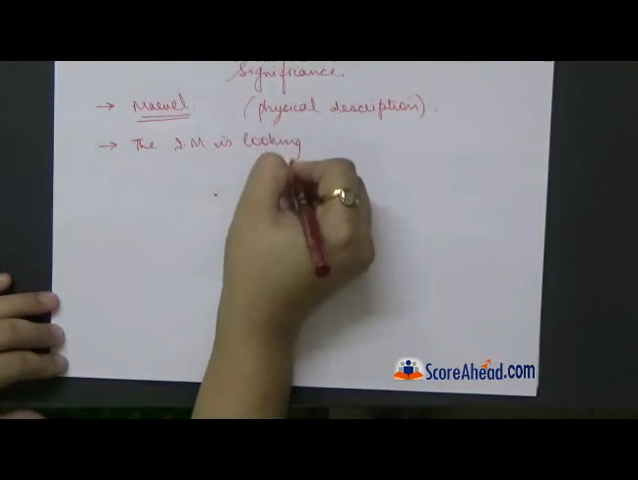 Significance
→ Marvel. (physical description).
→ The I.M is looking
ScoreAhead.com